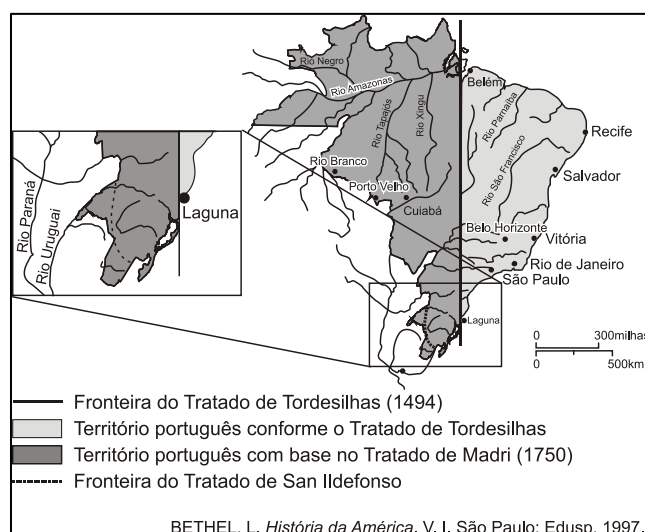 Rio Negro
Rio Amazonas
Belém
Rio Tapajós
Rio Xingu
Rio Parnaíba
Recife
Rio São Francisco
Salvador
Rio Branco
Porto Velho
Cuiabá
Belo Horizonte
Vitória
Rio de Janeiro
São Paulo
Laguna
Rio Paraná
Rio Uruguai
Laguna
0 300milhas
0 500km
Fronteira do Tratado de Tordesilhas (1494)
Território português conforme o Tratado de Tordesilhas
Território português com base no Tratado de Madri (1750)
Fronteira do Tratado de San Ildefonso
BETHEL, L. História da América. V. I. São Paulo: Edusp, 1997.